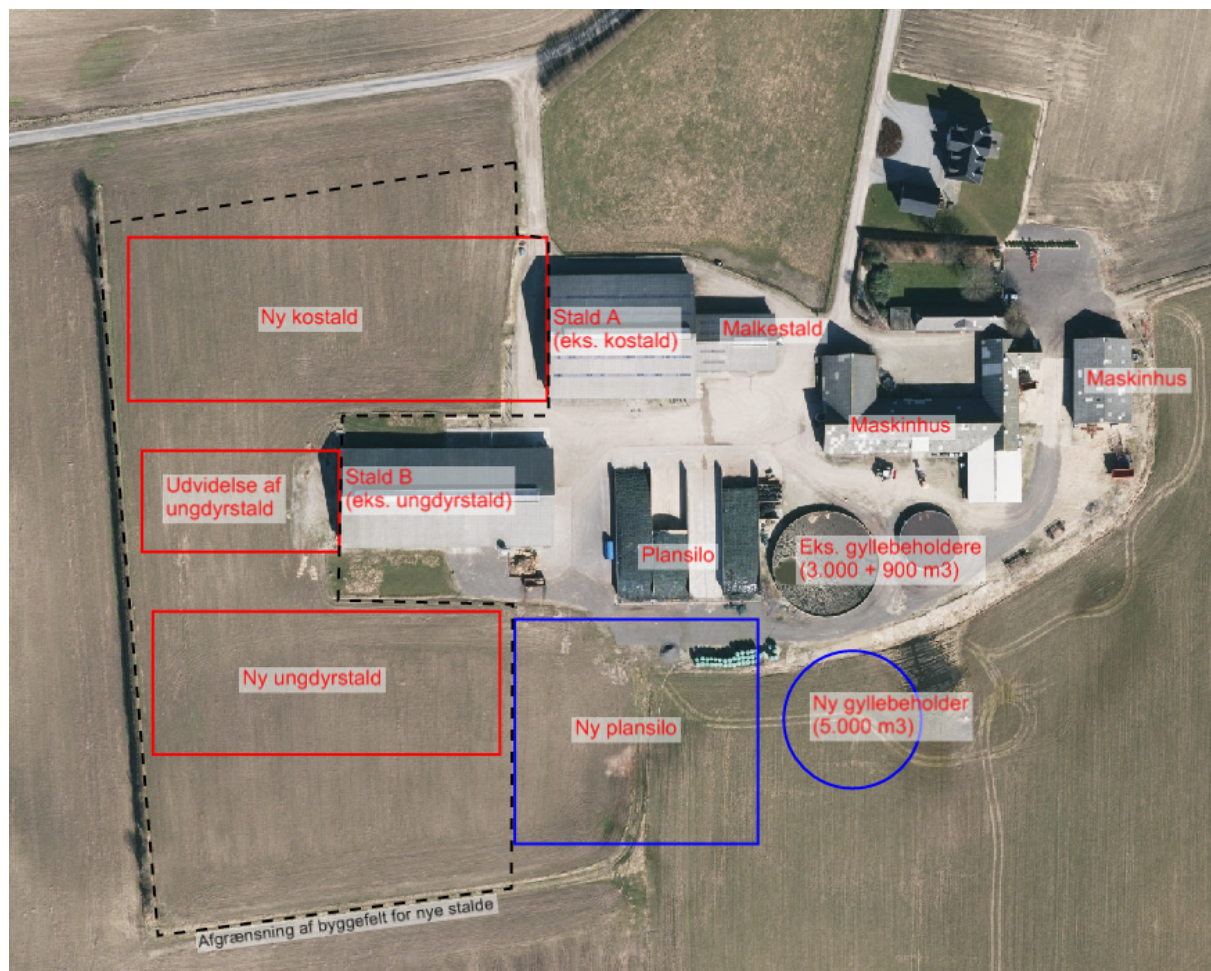 Ny kostald
Stald A
(eks. kostald)
Malkestald
Maskinhus
Maskinhus
Udvidelse af
ungdyrstald
Stald B
(eks. ungdyrstald)
Plansilo
Eks. gyllebeholdere
(3.000 + 900 m3)
Ny ungdyrstald
Ny plansilo
Ny gyllebeholder
(5.000 m3)
Afgrænsning af byggefelt for nye stalde